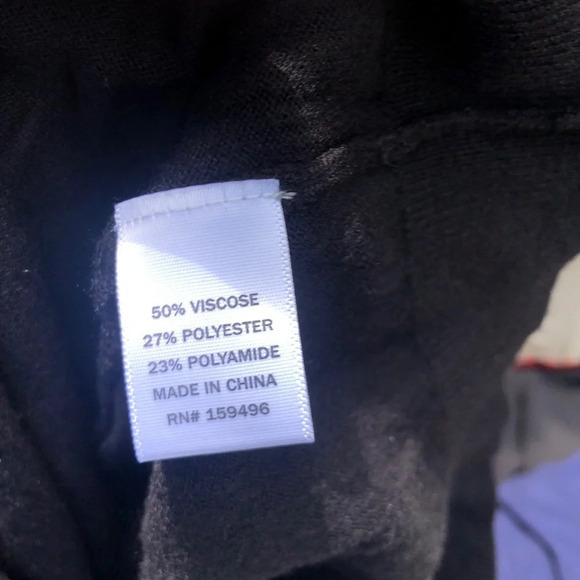 50% VISCOSE
27% POLYESTER
23% POLYAMIDE
MADE IN CHINA
RN# 159496